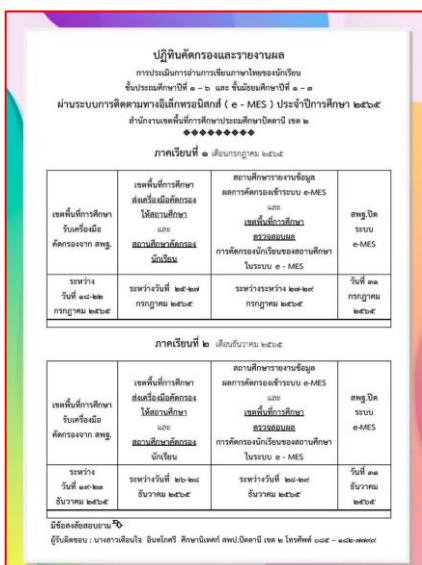 ปฏิทินคัดกรองและรายงานผล
การประเมินการอ่านการเขียนภาษาไทยของนักเรียน
ชั้นประถมศึกษาปีที่ ๑ – ๖ และ ชั้นมัธยมศึกษาปีที่ ๑ – ๓
ผ่านระบบการติดตามทางอิเล็กทรอนิกส์ ( e - MES ) ประจำปีการศึกษา ๒๕๖๕
สำนักงานเขตพื้นที่การศึกษาประถมศึกษาปัตตานี เขต ๒
◆◆◆◆◆◆◆◆◆
ภาคเรียนที่ ๑ เดือนกรกฎาคม ๒๕๖๕
เขตพื้นที่การศึกษา
รับเครื่องมือ
คัดกรองจาก สพฐ.
เขตพื้นที่การศึกษา
ส่งเครื่องมือคัดกรอง
ให้สถานศึกษา
และ
สถานศึกษาคัดกรอง
นักเรียน
สถานศึกษารายงานข้อมูล
ผลการคัดกรองเข้าระบบ e-MES
และ
เขตพื้นที่การศึกษา
ตรวจสอบผล
การคัดกรองนักเรียนของสถานศึกษา
ในระบบ e - MES
สพฐ.ปิด
ระบบ
e-MES
ระหว่าง
วันที่ ๑๘-๒๒
กรกฎาคม ๒๕๖๕
ระหว่างวันที่ ๒๕-๒๗
กรกฎาคม ๒๕๖๕
ระหว่างระหว่าง ๒๗-๒๙
กรกฎาคม ๒๕๖๕
วันที่ ๓๑
กรกฎาคม
๒๕๖๕
ภาคเรียนที่ ๒ เดือนธันวาคม ๒๕๖๕
เขตพื้นที่การศึกษา
รับเครื่องมือ
คัดกรองจาก สพฐ.
เขตพื้นที่การศึกษา
ส่งเครื่องมือคัดกรอง
ให้สถานศึกษา
และ
สถานศึกษาคัดกรอง
นักเรียน
สถานศึกษารายงานข้อมูล
ผลการคัดกรองเข้าระบบ e-MES
และ
เขตพื้นที่การศึกษา
ตรวจสอบผล
การคัดกรองนักเรียนของสถานศึกษา
ในระบบ e - MES
สพฐ.ปิด
ระบบ
e-MES
ระหว่าง
วันที่ ๑๙-๒๓
ธันวาคม ๒๕๖๕
ระหว่างวันที่ ๒๖-๒๘
ธันวาคม ๒๕๖๕
ระหว่างวันที่ ๒๘-๒๙
ธันวาคม ๒๕๖๕
วันที่ ๓๑
ธันวาคม
๒๕๖๕
มีข้อสงสัยสอบถาม
ผู้รับผิดชอบ : นางสาวเตือนใจ อินทโกศรี ศึกษานิเทศก์ สพป.ปัตตานี เขต ๒ โทรศัพท์